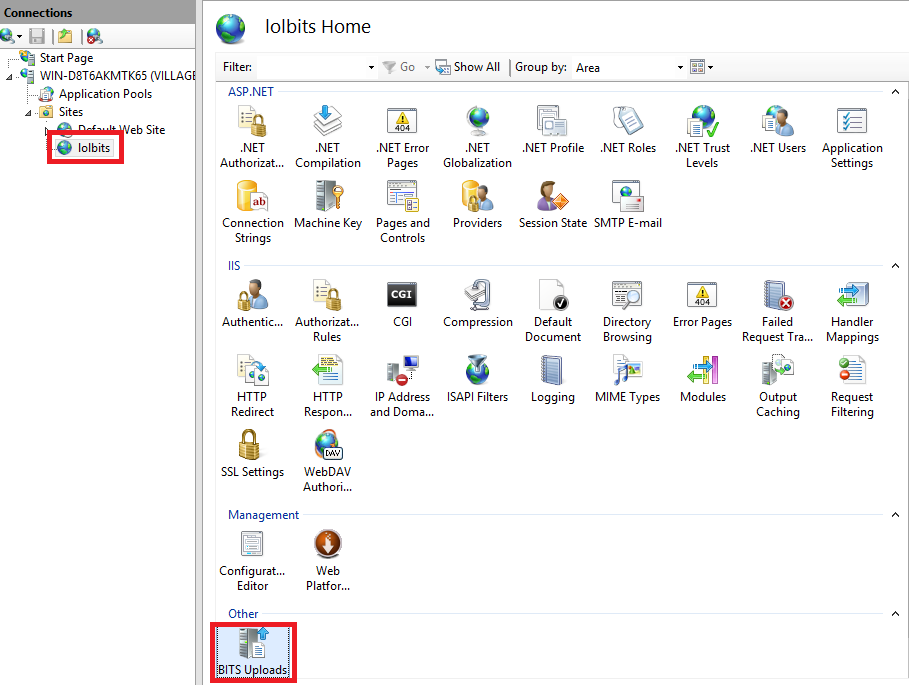 Connections
Start Page
WIN-D8T6AKMTK65 (VILLAGE
Application Pools
Sites
Default Web Site
lolbits
lolbits Home
Filter:
Go
Show All
Group by:
Area
ASP.NET
.NET Authorizat...
.NET Compilation
.NET Error Pages
.NET Globalization
.NET Profile
.NET Roles
.NET Trust Levels
.NET Users
Application Settings
Connection Strings
Machine Key
Pages and Controls
Providers
Session State
SMTP E-mail
IIS
Authentic...
Authorizat... Rules
CGI
Compression
Default Document
Directory Browsing
Error Pages
Failed Request Tra...
Handler Mappings
HTTP Redirect
HTTP Respon...
IP Address and Doma...
ISAPI Filters
Logging
MIME Types
Modules
Output Caching
Request Filtering
SSL Settings
WebDAV Authori...
Management
Configurat... Editor
Web Platfor...
Other
BITS Uploads